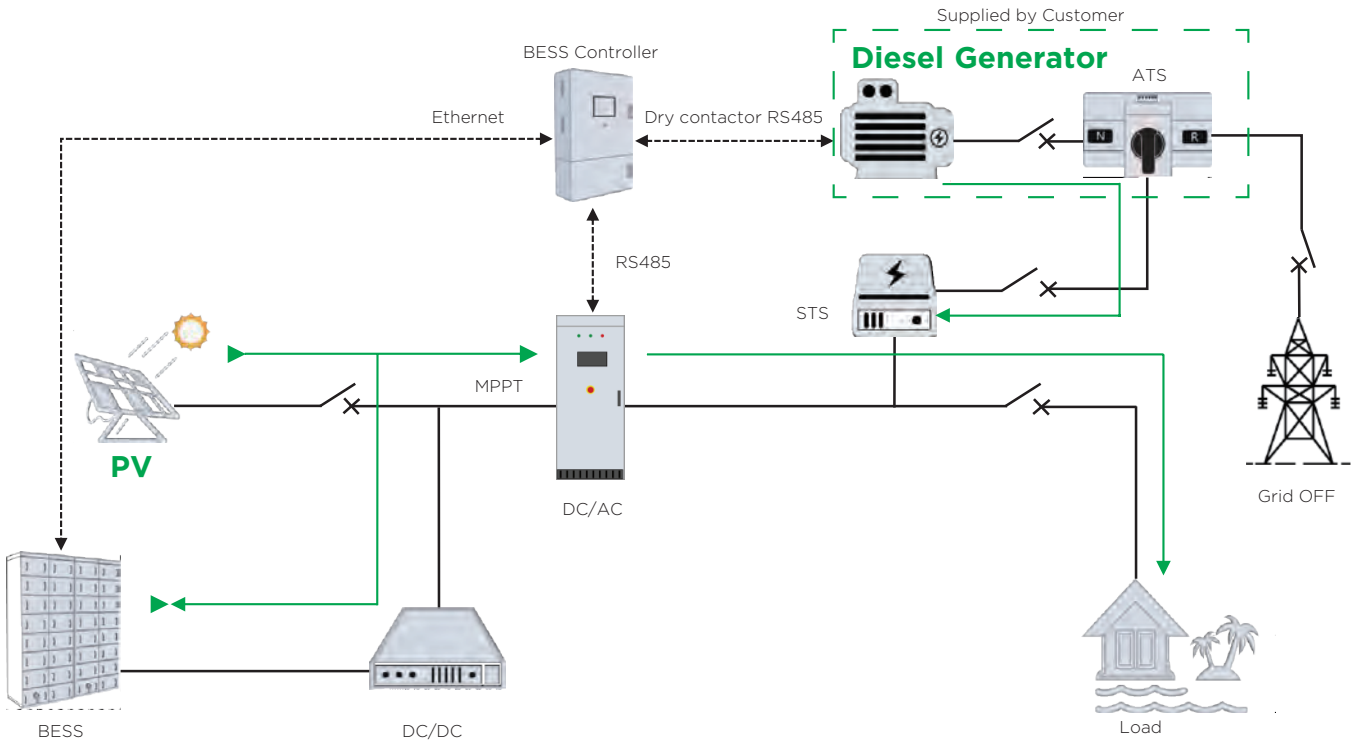 Supplied by Customer
BESS Controller
Diesel Generator
ATS
Ethernet
Dry contactor RS485
N
R
RS485
STS
MPPT
PV
DC/AC
Grid OFF
BESS
DC/DC
Load